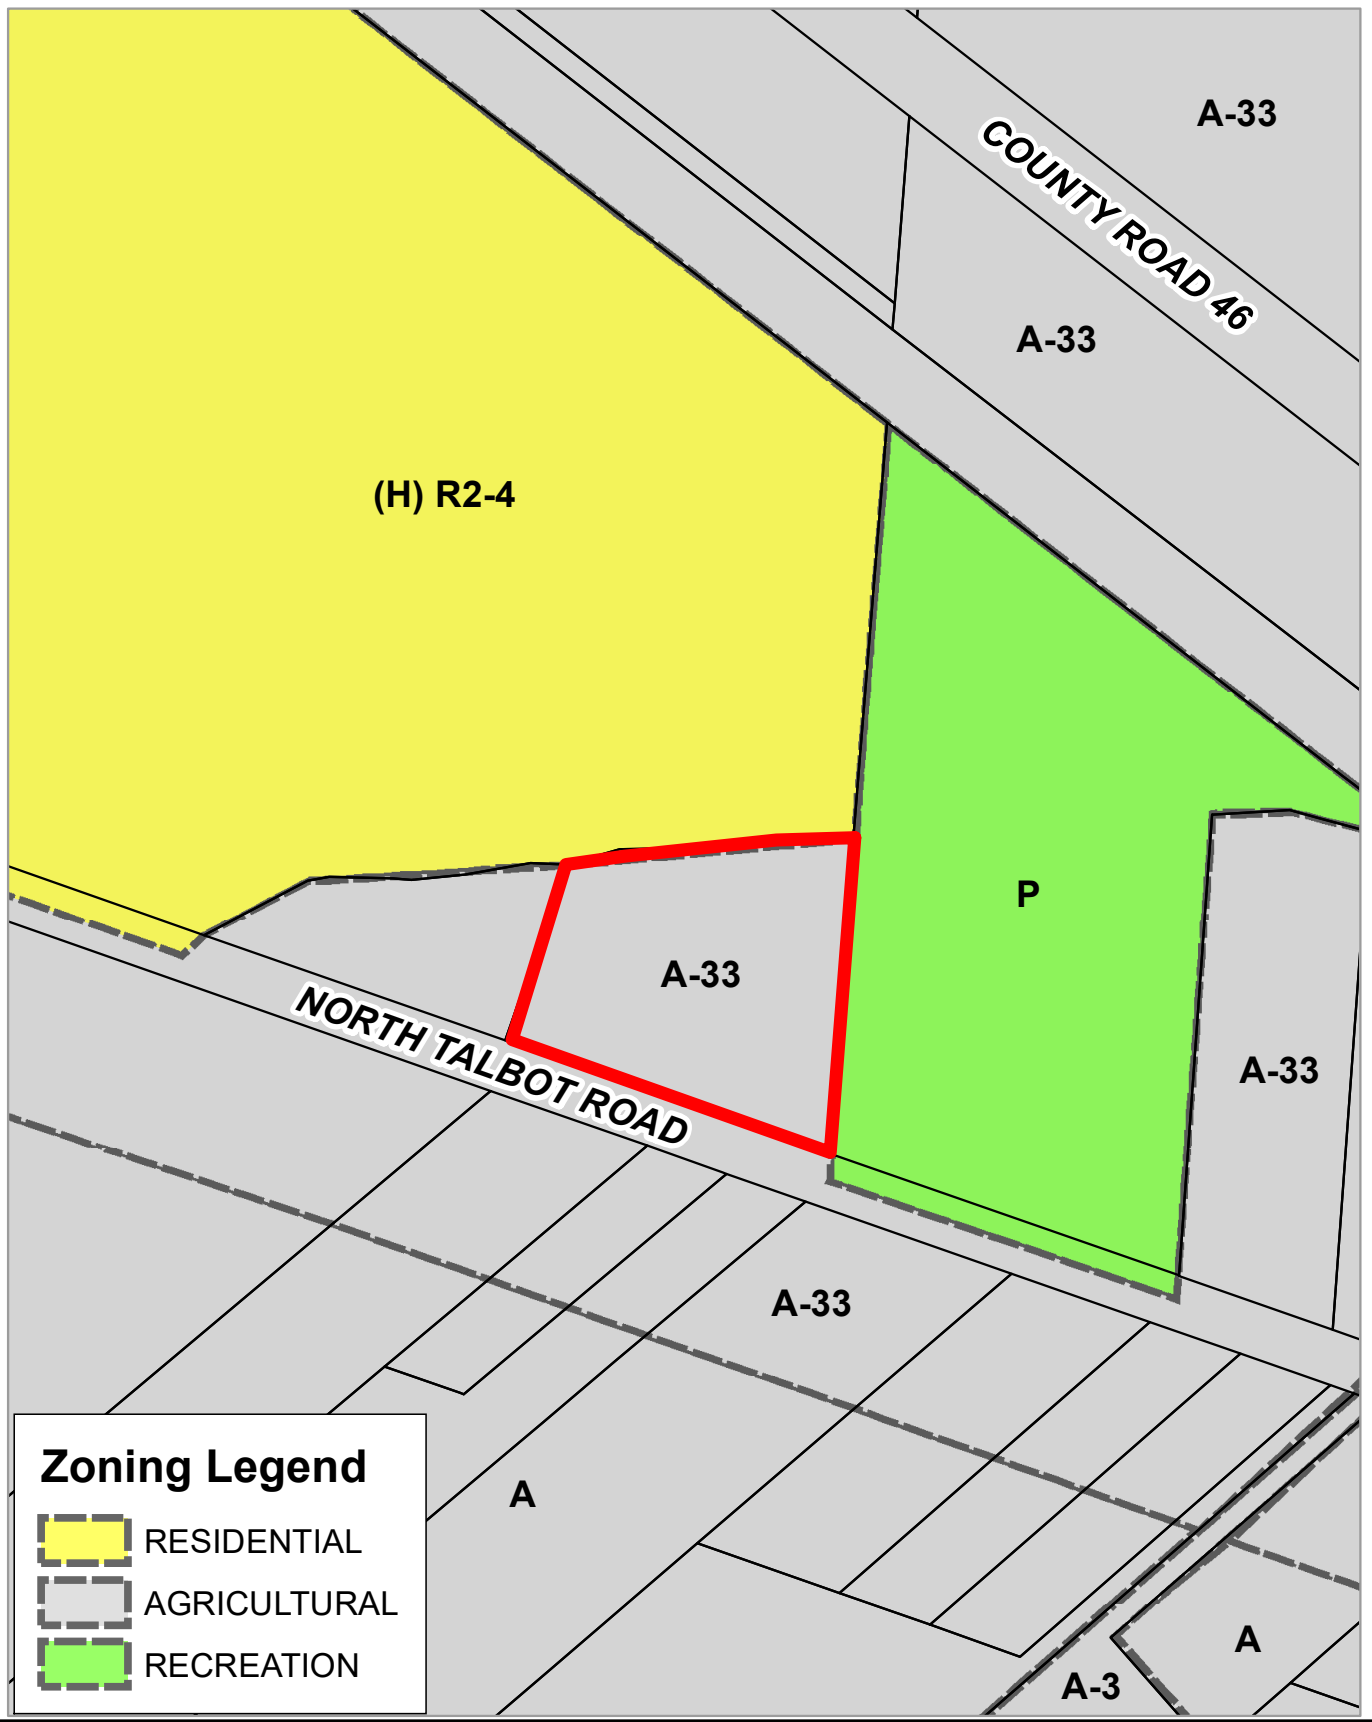 A-33
COUNTY ROAD 46
A-33
(H) R2-4
P
A-33
NORTH TALBOT ROAD
A-33
A-33
A
A
A-3
Zoning Legend
RESIDENTIAL
AGRICULTURAL
RECREATION